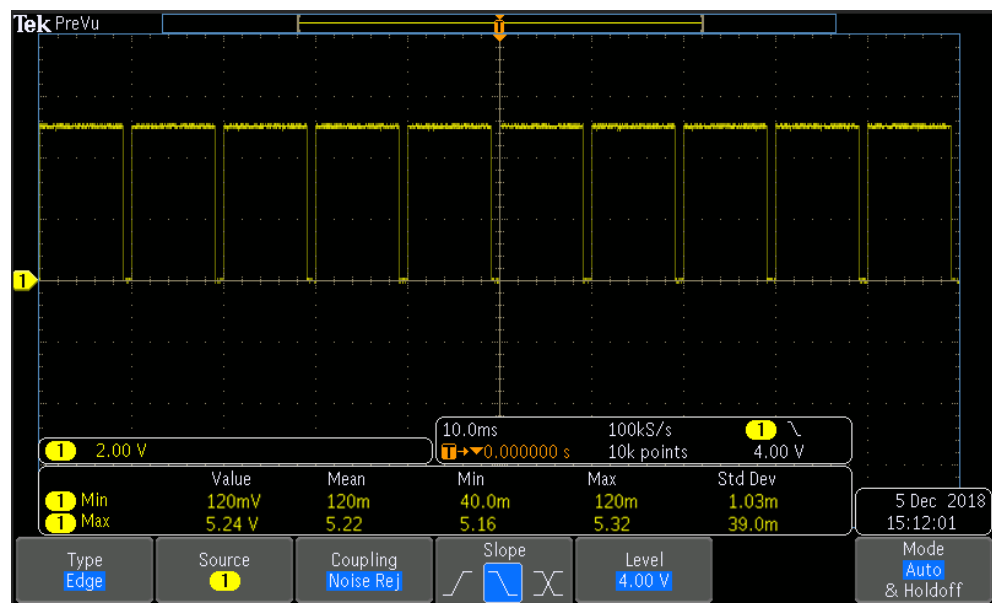 Tek PreVu
T
1
1 2.00 V
10.0ms 100kS/s 1
T→▼0.000000 s 10k points 4.00 V
Value Mean Min Max Std Dev
1 Min 120mV 120m 40.0m 120m 1.03m
1 Max 5.24 V 5.22 5.16 5.32 39.0m
5 Dec 2018
15:12:01
Type
Edge
Source
1
Coupling
Noise Rej
Slope
Level
4.00 V
Mode
Auto
& Holdoff